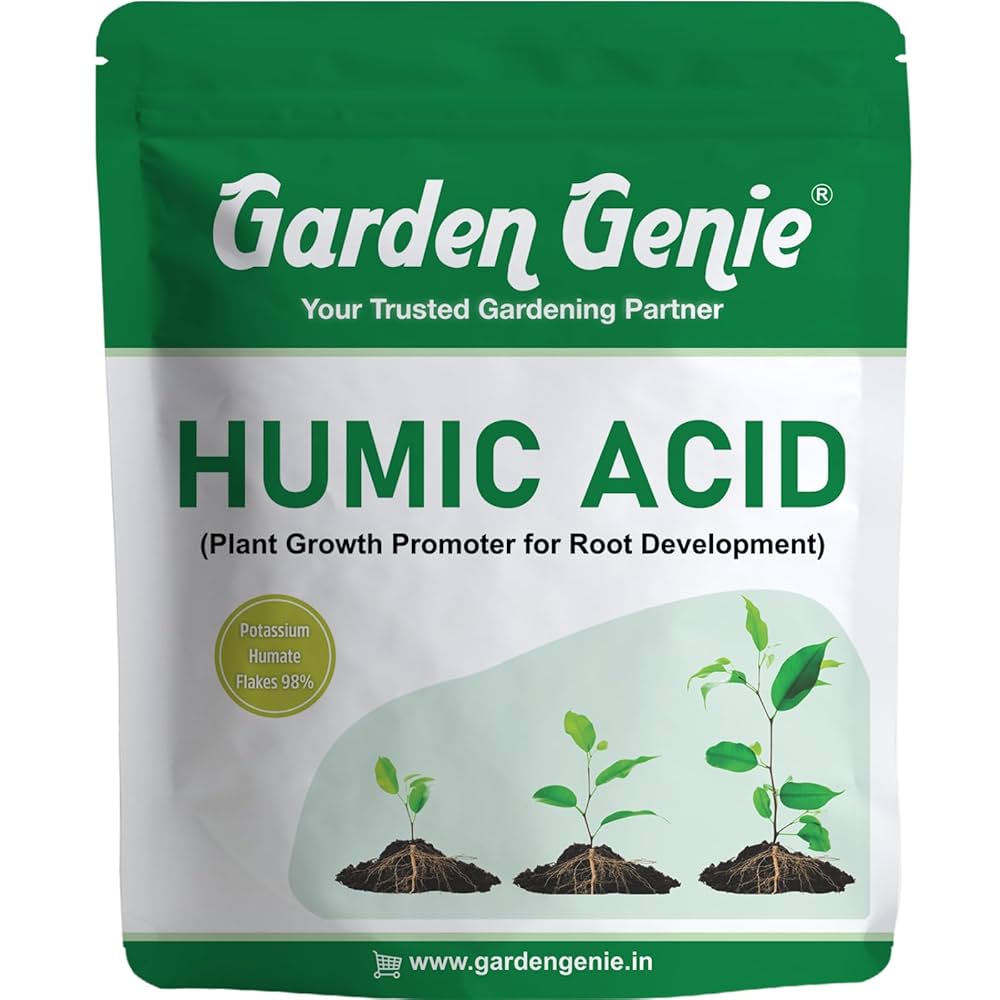 Garden Genie®
Your Trusted Gardening Partner
HUMIC ACID
(Plant Growth Promoter for Root Development)
Potassium
Humate
Flakes 98%
www.gardengenie.in